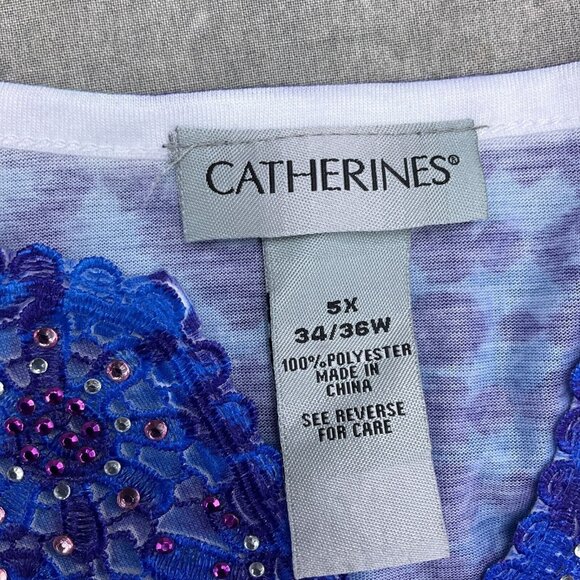 CATHERINES®
5X
34/36W
100%POLYESTER
MADE IN
CHINA
SEE REVERSE
FOR CARE